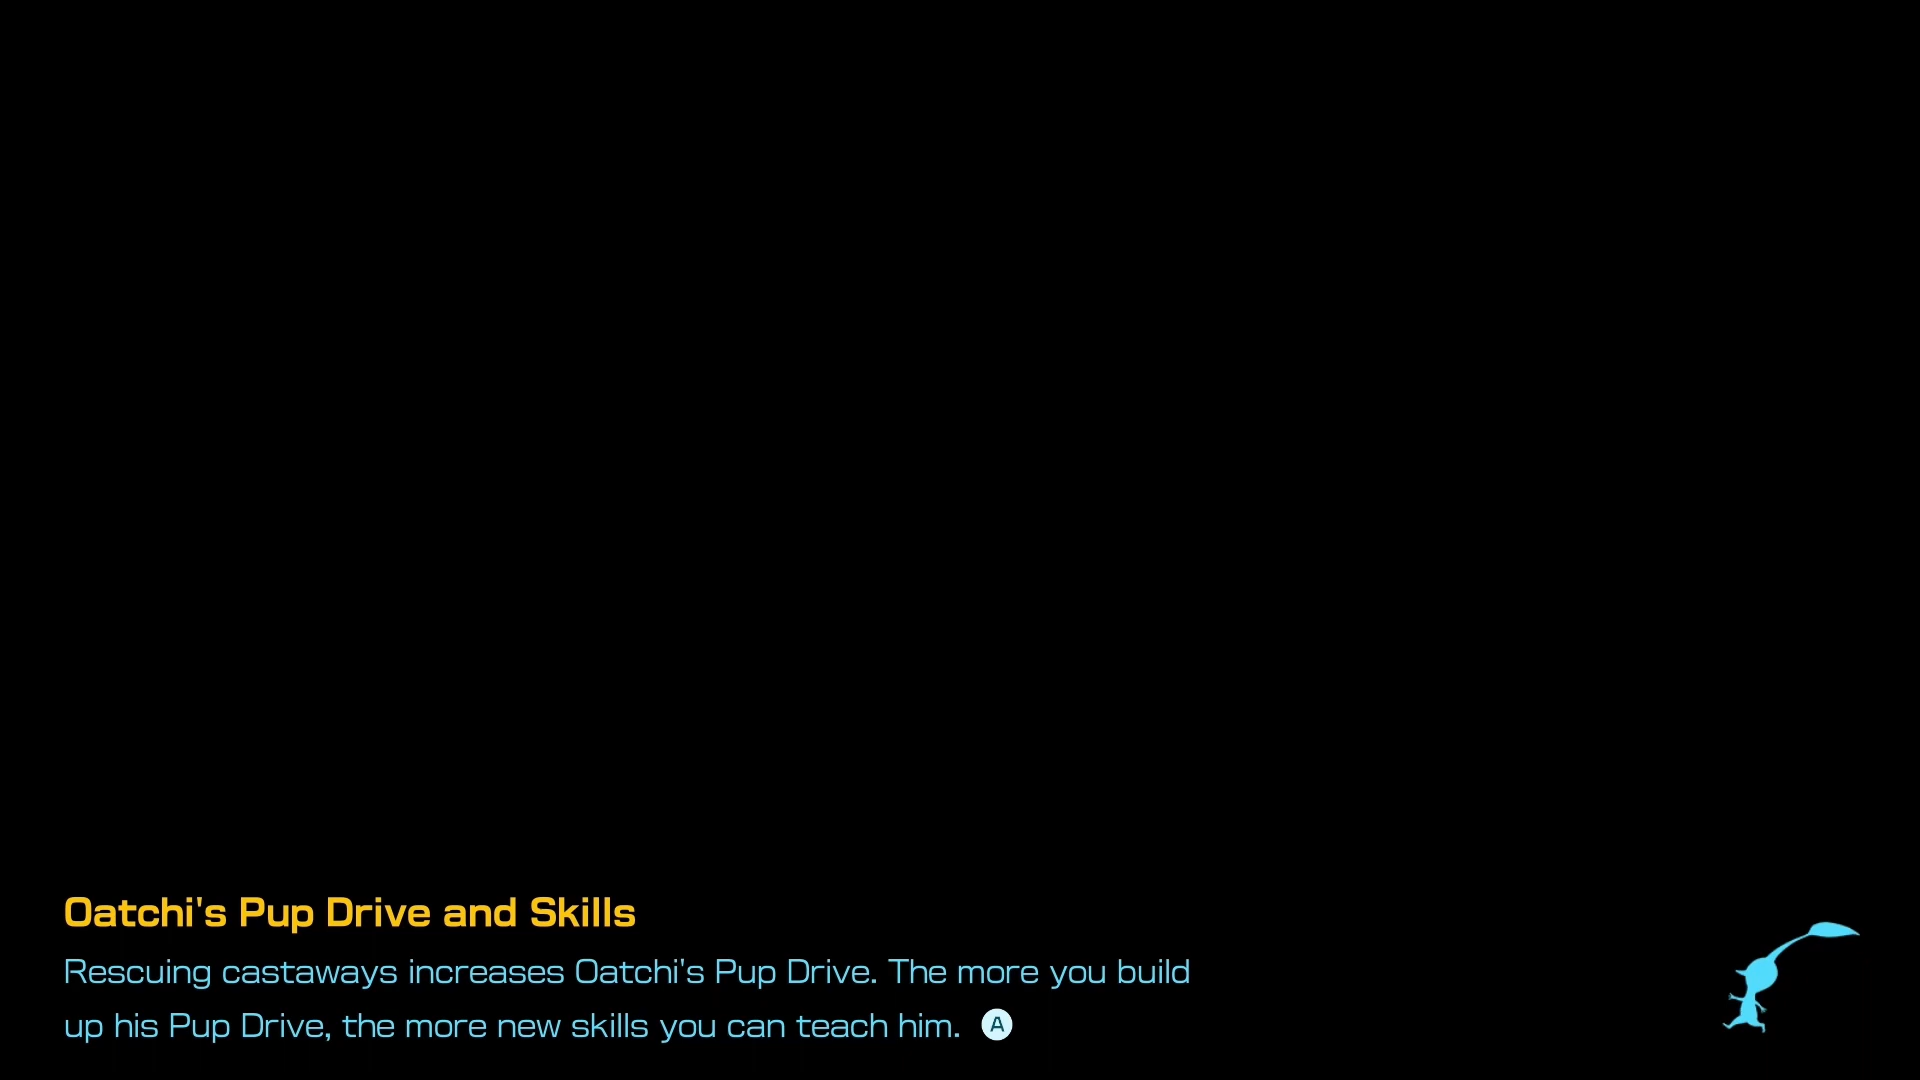 Oatchi's Pup Drive and Skills
Rescuing castaways increases Oatchi's Pup Drive. The more you build
up his Pup Drive, the more new skills you can teach him. A